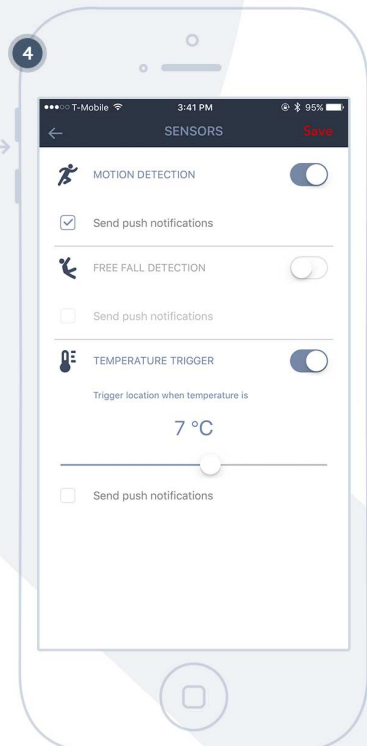 4
T-Mobile 3:41 PM 95%
SENSORS Save
MOTION DETECTION
Send push notifications
FREE FALL DETECTION
Send push notifications
TEMPERATURE TRIGGER
Trigger location when temperature is
7 °C
Send push notifications